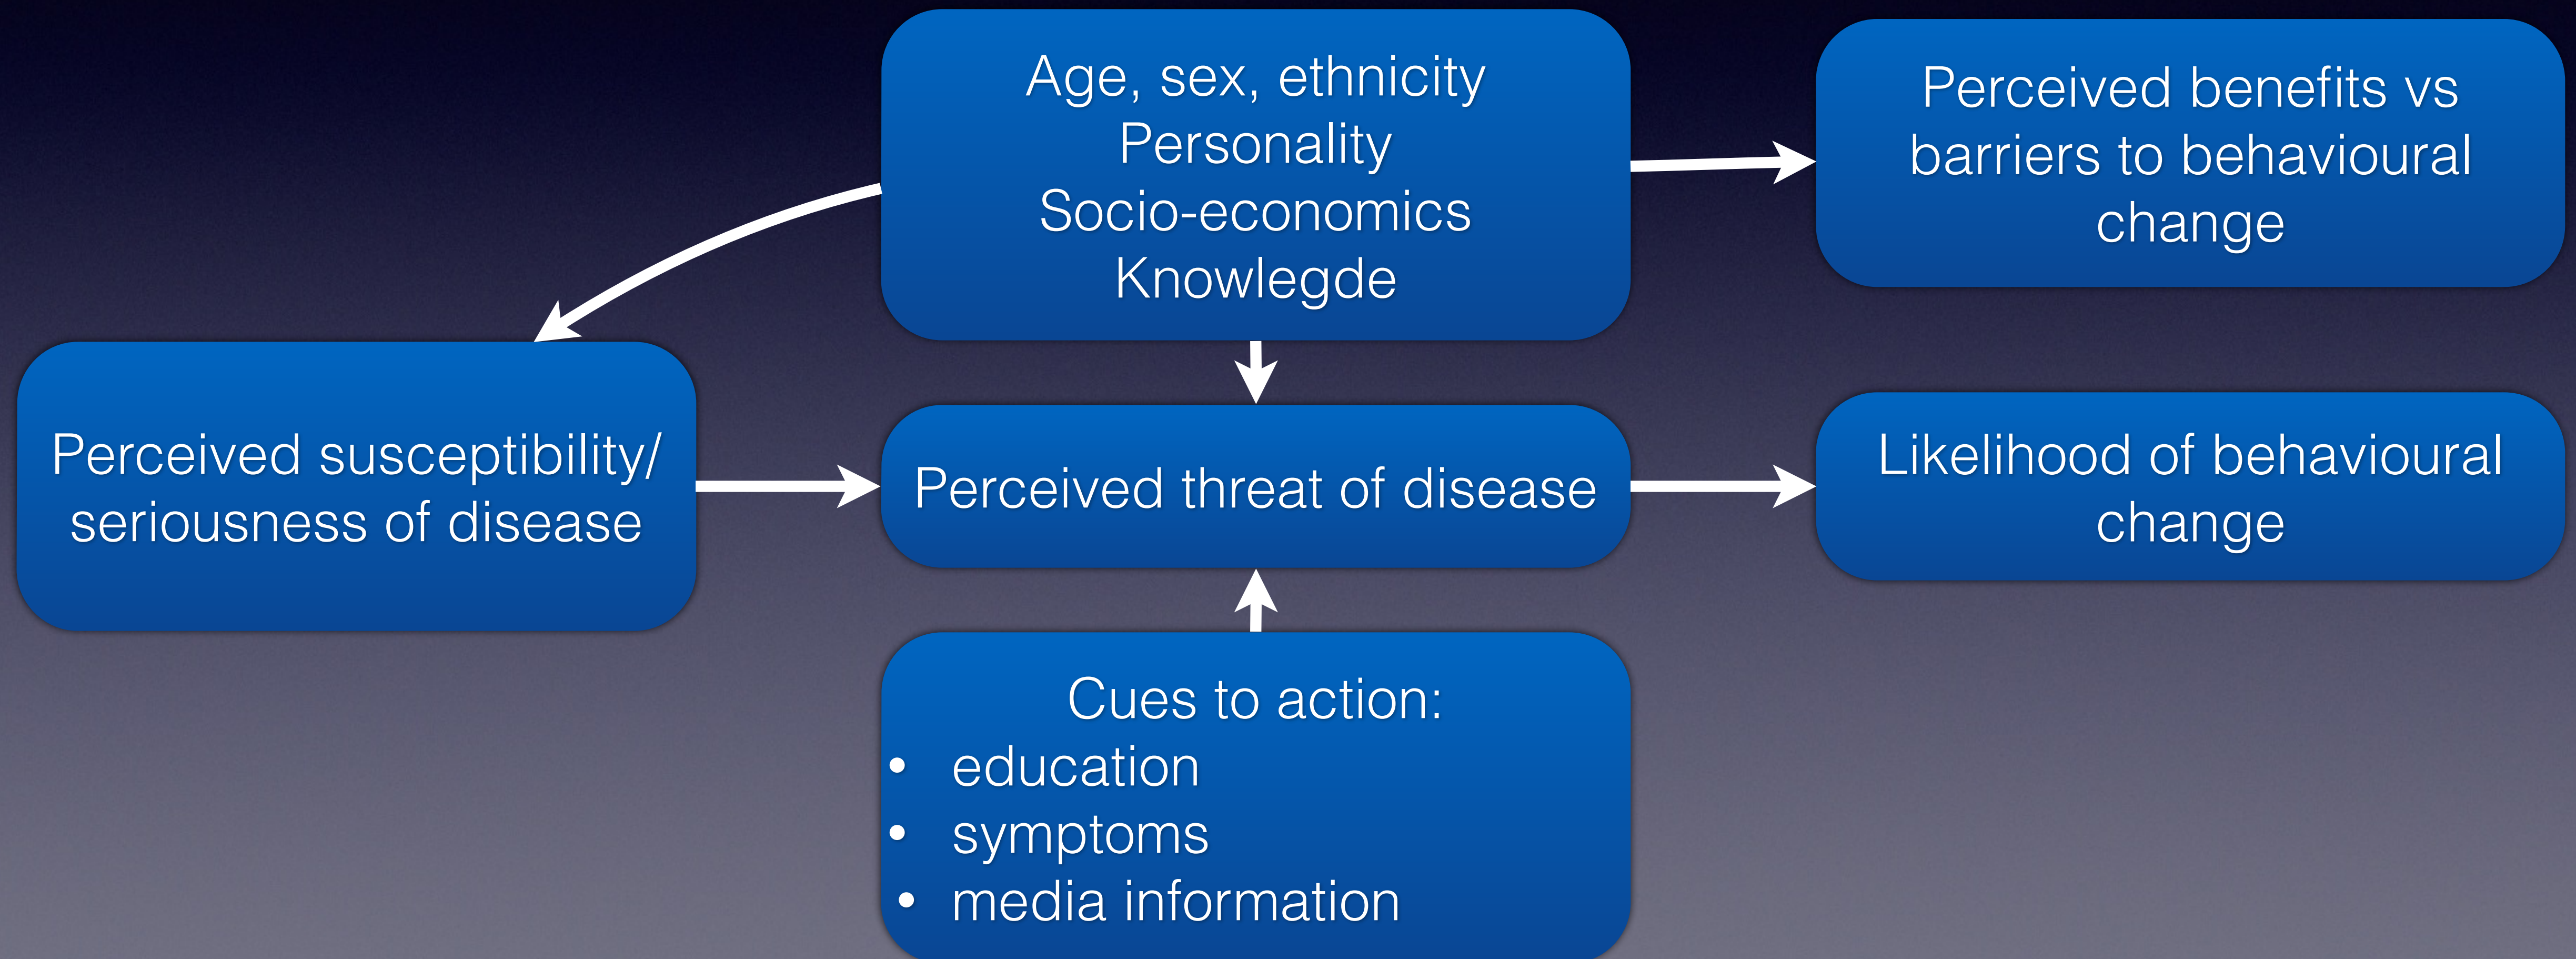 Age, sex, ethnicity
Personality
Socio-economics
Knowlegde
Perceived benefits vs
barriers to behavioural
change
Perceived susceptibility/
seriousness of disease
Perceived threat of disease
Likelihood of behavioural
change
Cues to action:
• education
• symptoms
• media information